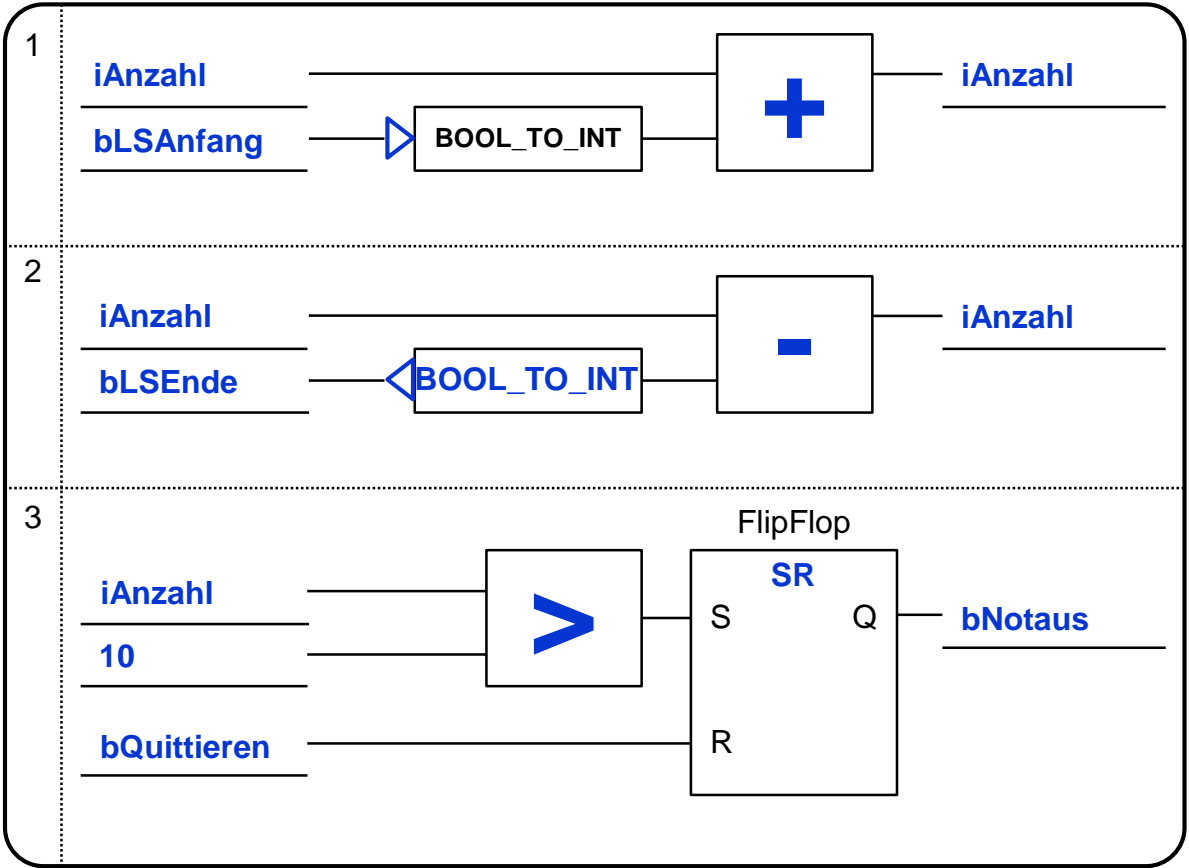 1
iAnzahl
+
iAnzahl
bLSAnfang
BOOL_TO_INT
2
iAnzahl
-
iAnzahl
bLSEnde
BOOL_TO_INT
3
FlipFlop
SR
iAnzahl
>
S
Q
bNotaus
10
bQuittieren
R